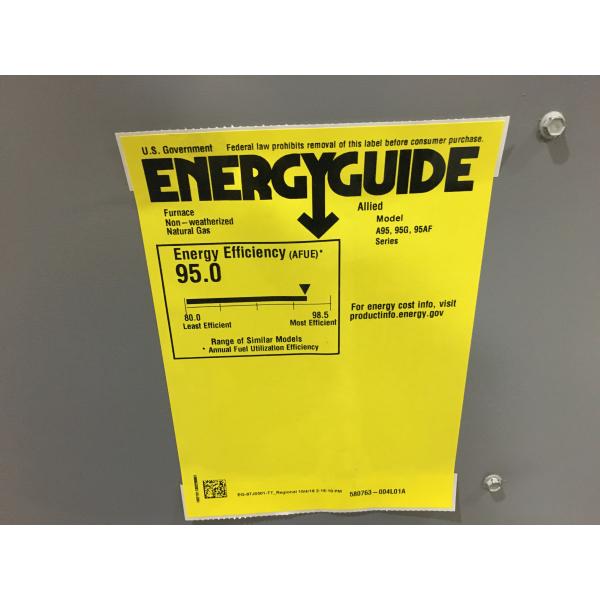 U.S. Government Federal law prohibits removal of this label before consumer purchase.
ENERGYGUIDE
Furnace
Non-weatherized
Natural Gas
Allied
Model
A95, 95G, 95AF
Series
Energy Efficiency (AFUE)*
95.0
80.0 98.5
Least Efficient Most Efficient
Range of Similar Models
* Annual Fuel Utilization Efficiency
For energy cost info, visit
productinfo.energy.gov
580763-004L01A